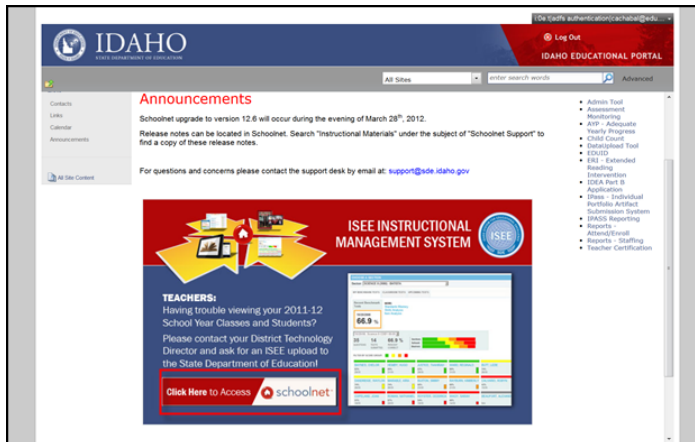 i:0e.t|adfs authentication|cachabal@edu...
IDAHO
STATE DEPARTMENT OF EDUCATION
Log Out
IDAHO EDUCATIONAL PORTAL
All Sites
enter search words
Advanced
Contacts
Links
Calendar
Announcements
All Site Content
Announcements
Schoolnet upgrade to version 12.6 will occur during the evening of March 28th, 2012.
Release notes can be located in Schoolnet. Search "Instructional Materials" under the subject of "Schoolnet Support" to
find a copy of these release notes.
For questions and concerns please contact the support desk by email at: support@sde.idaho.gov
Admin Tool
Assessment
Monitoring
AYP - Adequate
Yearly Progress
Child Count
DataUpload Tool
EDUID
ERI - Extended
Reading
Intervention
IDEA Part B
Application
IPass - Individual
Portfolio Artifact
Submission System
IPASS Reporting
Reports -
Attend/Enroll
Reports - Staffing
Teacher Certification
ISEE INSTRUCTIONAL
MANAGEMENT SYSTEM
ISEE
TEACHERS:
Having trouble viewing your 2011-12
School Year Classes and Students?
Please contact your District Technology
Director and ask for an ISEE upload to
the State Department of Education!
Click Here to Access
schoolnet
66.9 %